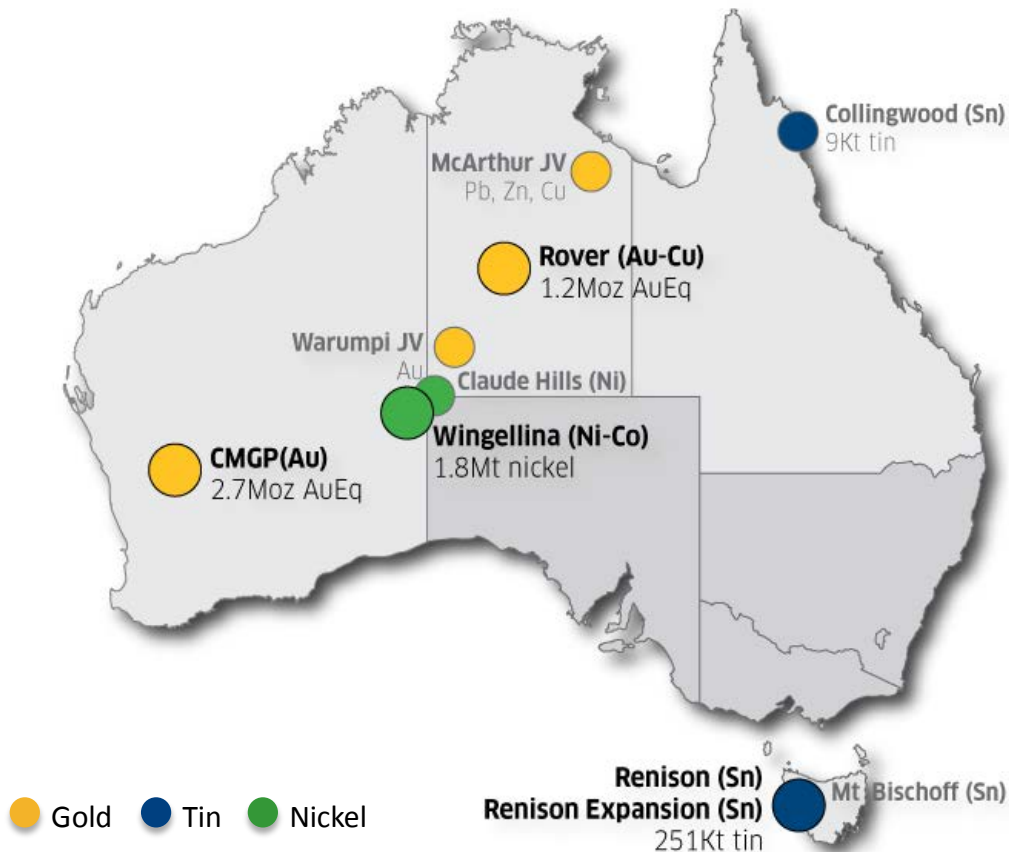 Collingwood (Sn)
9Kt tin
McArthur JV
Pb, Zn, Cu
Rover (Au-Cu)
1.2Moz AuEq
Warumpi JV
Au
Claude Hills (Ni)
Wingellina (Ni-Co)
1.8Mt nickel
CMGP(Au)
2.7Moz AuEq
Renison (Sn)
Renison Expansion (Sn)
251Kt tin
Mt Bischoff (Sn)
Gold
Tin
Nickel